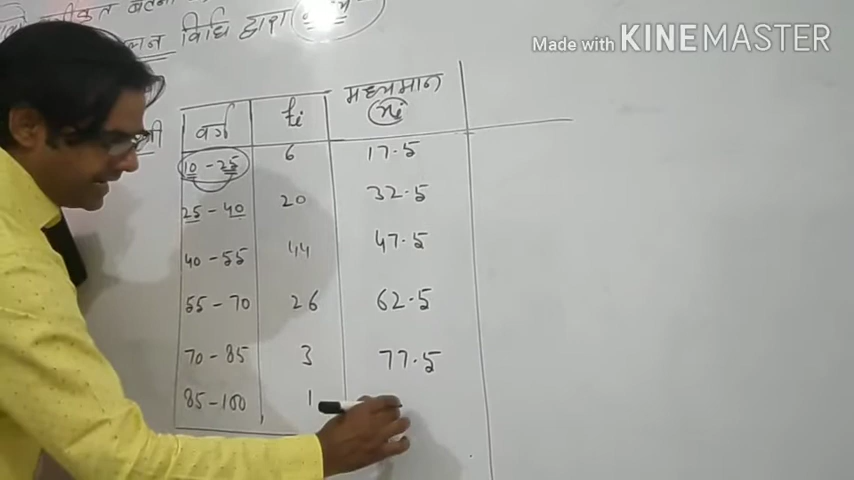 विधि द्वारा
Made with KINEMASTER
वर्ग fi मध्यमान xi
10-25 6 17.5
25-40 20 32.5
40-55 44 47.5
55-70 26 62.5
70-85 3 77.5
85-100 1